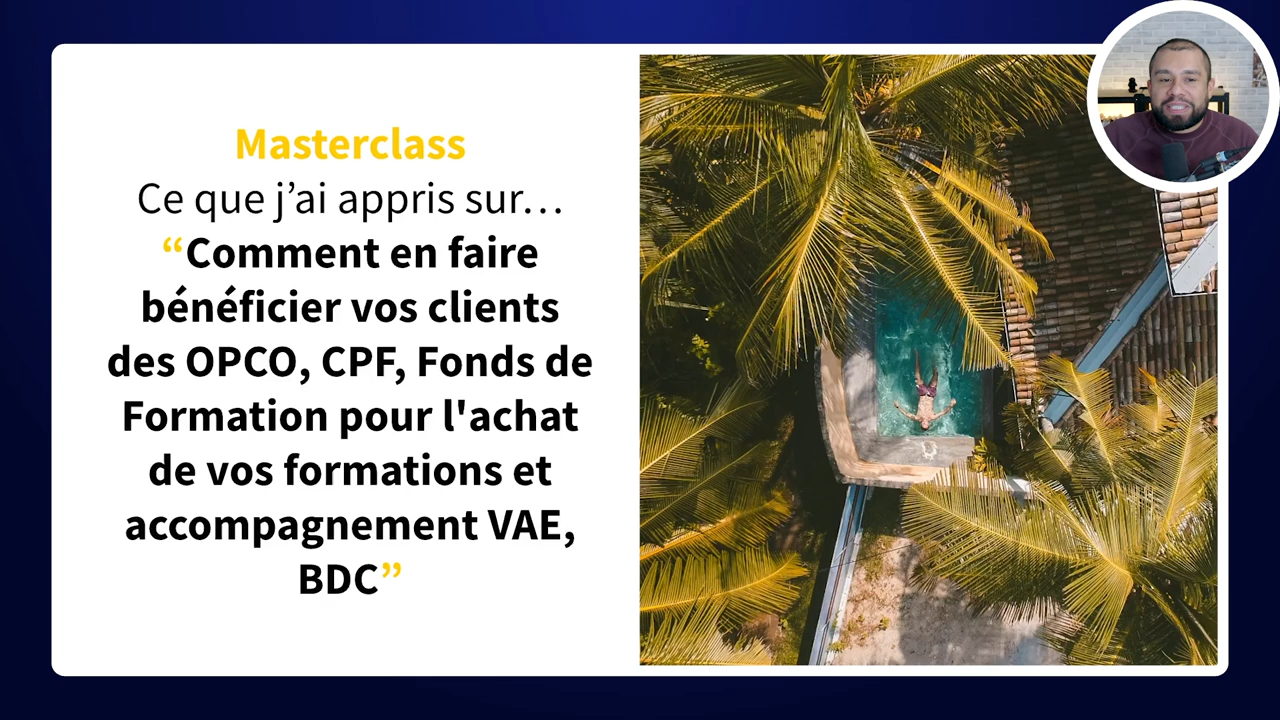 Masterclass
Ce que j’ai appris sur…
“Comment en faire
bénéficier vos clients
des OPCO, CPF, Fonds de
Formation pour l'achat
de vos formations et
accompagnement VAE,
BDC”